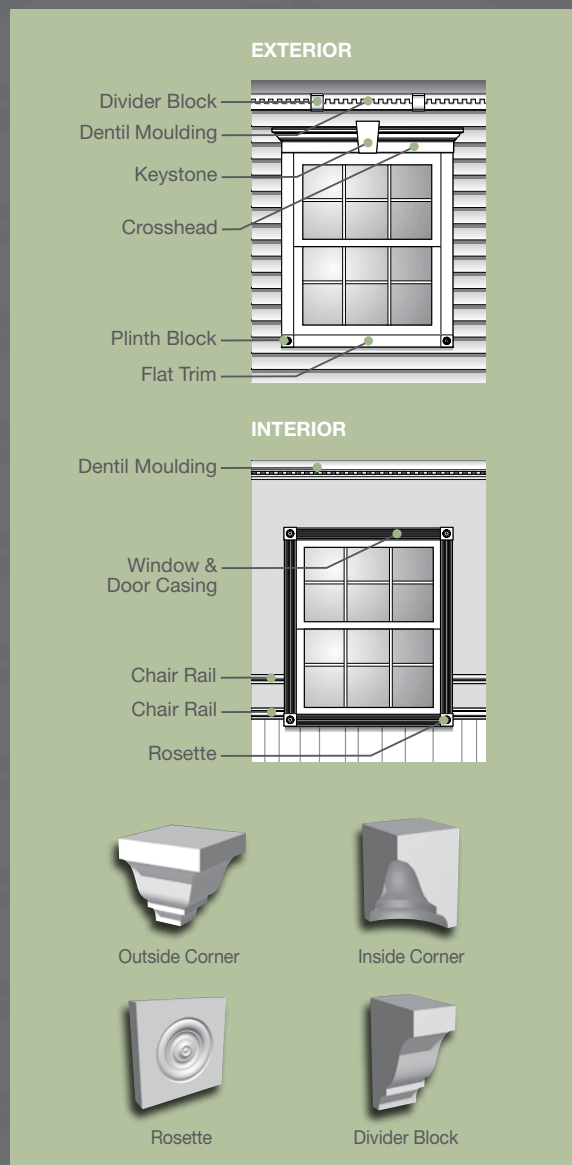 EXTERIOR
Divider Block
Dentil Moulding
Keystone
Crosshead
Plinth Block
Flat Trim
INTERIOR
Dentil Moulding
Window &
Door Casing
Chair Rail
Chair Rail
Rosette
Outside Corner
Inside Corner
Rosette
Divider Block